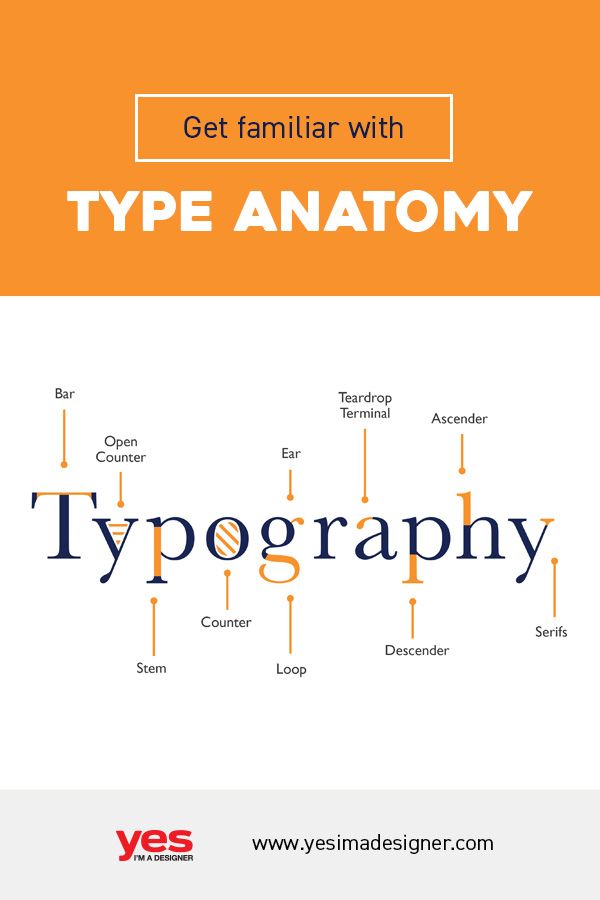 Get familiar with
TYPE ANATOMY
Bar
Open
Counter
Ear
Teardrop
Terminal
Ascender
Typography
Stem
Counter
Loop
Descender
Serifs
yes
I'M A DESIGNER
www.yesimadesigner.com